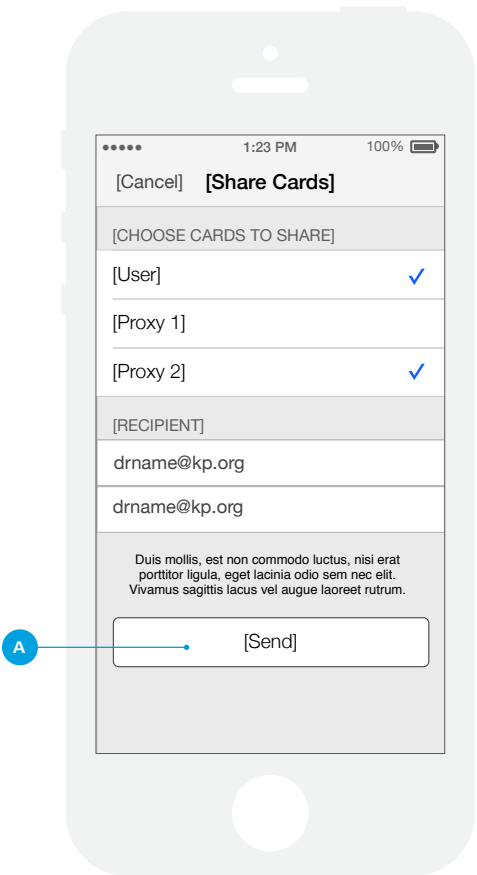 1:23 PM
100%
[Cancel] [Share Cards]
[CHOOSE CARDS TO SHARE]
[User]
[Proxy 1]
[Proxy 2]
[RECIPIENT]
drname@kp.org
drname@kp.org
Duis mollis, est non commodo luctus, nisi erat
porttitor ligula, eget lacinia odio sem nec elit.
Vivamus sagittis lacus vel augue laoreet rutrum.
A
[Send]